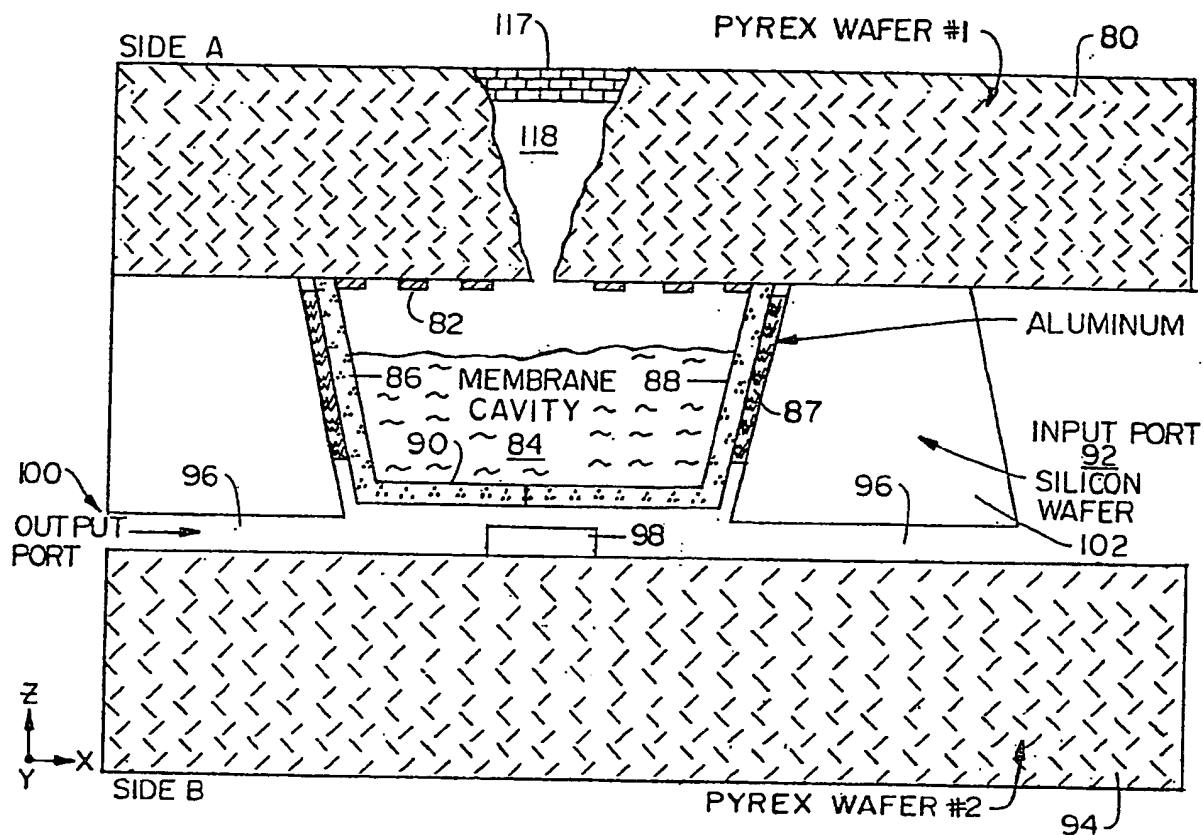 117
PYREX WAFER #1
80
SIDE A
118
82
ALUMINUM
86
MEMBRANE
CAVITY
88
87
84
90
INPUT PORT
92
SILICON
WAFER
100
96
96
OUTPUT
PORT
98
102
Z
Y
X
SIDE B
PYREX WAFER #2
94